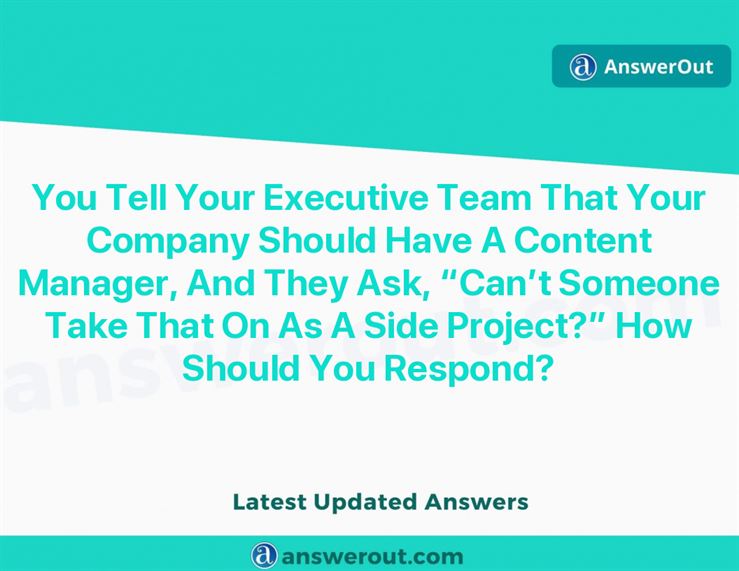 AnswerOut
You Tell Your Executive Team That Your
Company Should Have A Content
Manager, And They Ask, “Can’t Someone
Take That On As A Side Project?” How
Should You Respond?
answerout.com
Latest Updated Answers
answerout.com